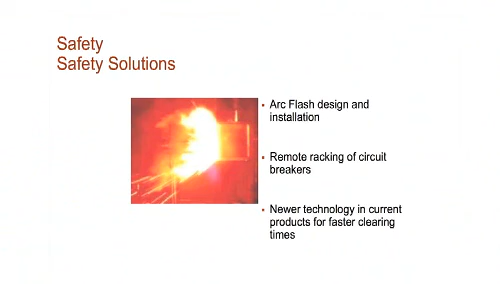 Safety
Safety Solutions
Arc Flash design and
installation
Remote racking of circuit
breakers
Newer technology in current
products for faster clearing
times